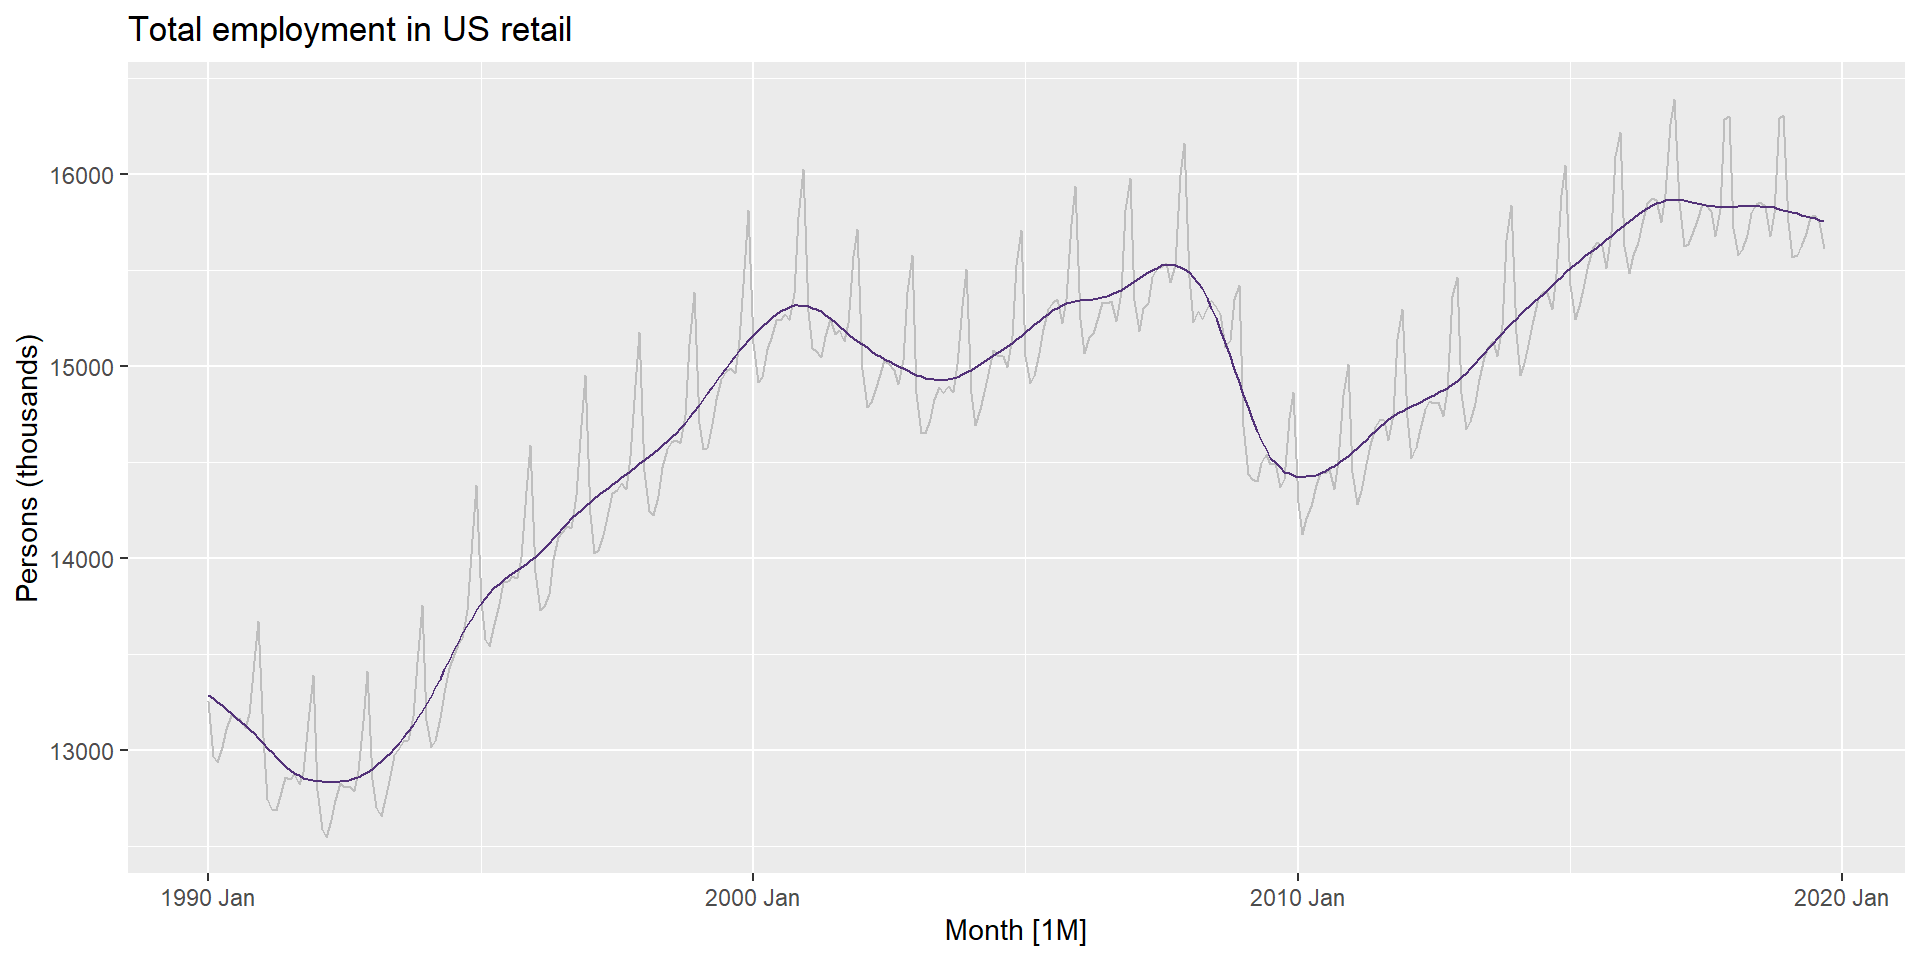 Total employment in US retail
Persons (thousands)
16000
15000
14000
13000
1990 Jan
2000 Jan
2010 Jan
2020 Jan
Month [1M]